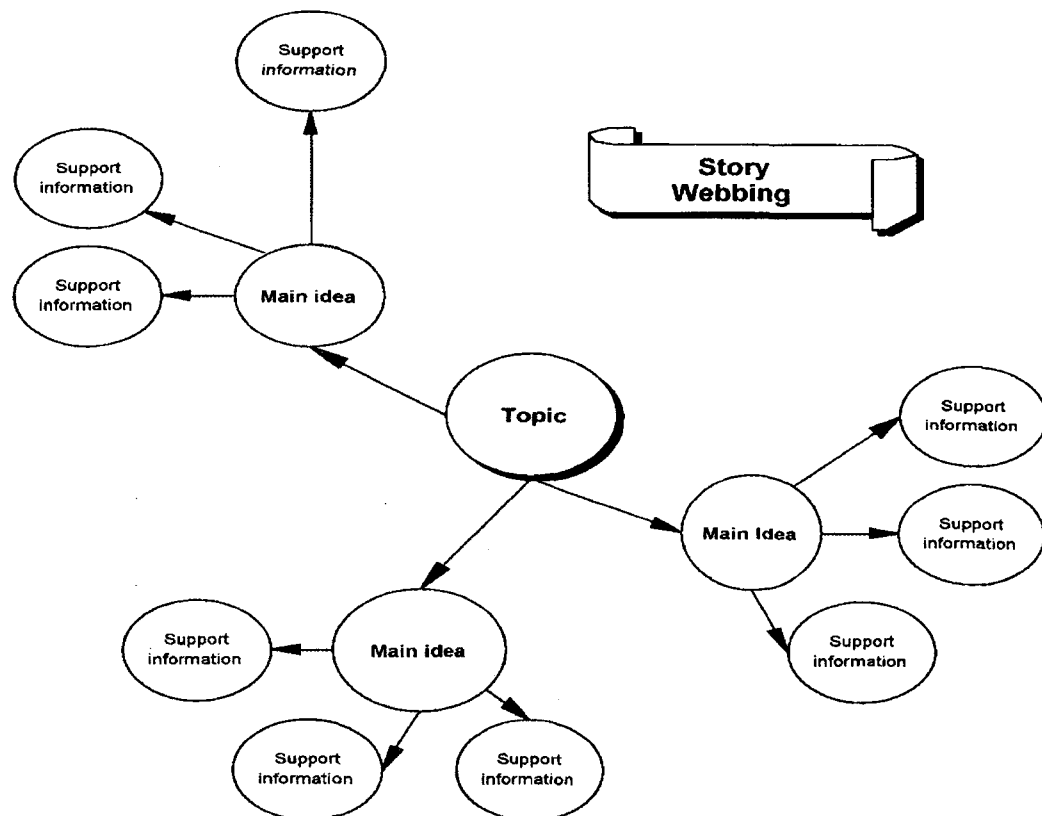 Support
information
Story
Webbing
Support
information
Support
information
Main idea
Topic
Support
information
Main Idea
Support
information
Support
information
Main idea
Support
information
Support
information
Support
information